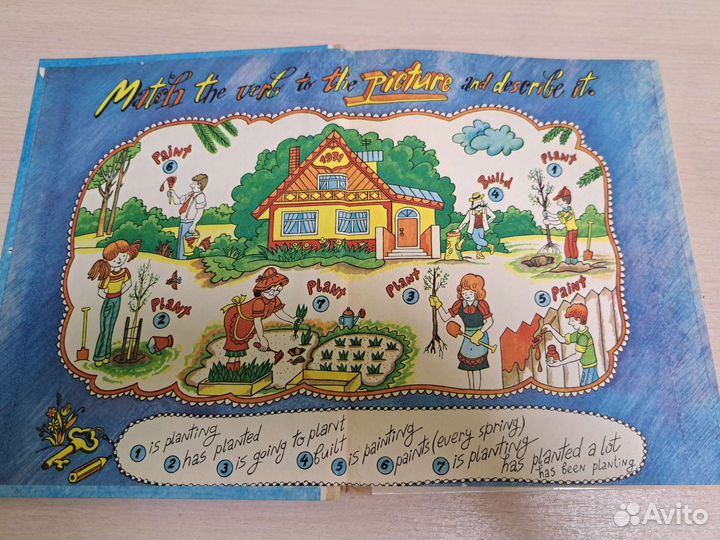 Match the verb to the Picture and describe it.
1921
Paint
6
Plant
1
Build
4
Plant
2
Plant
7
Plant
3
5 Paint
1 is planting
2 has planted
3 is going to plant
4 built
5 is painting
6 paints (every spring)
7 is planting
has planted a lot
has been planting
Avito